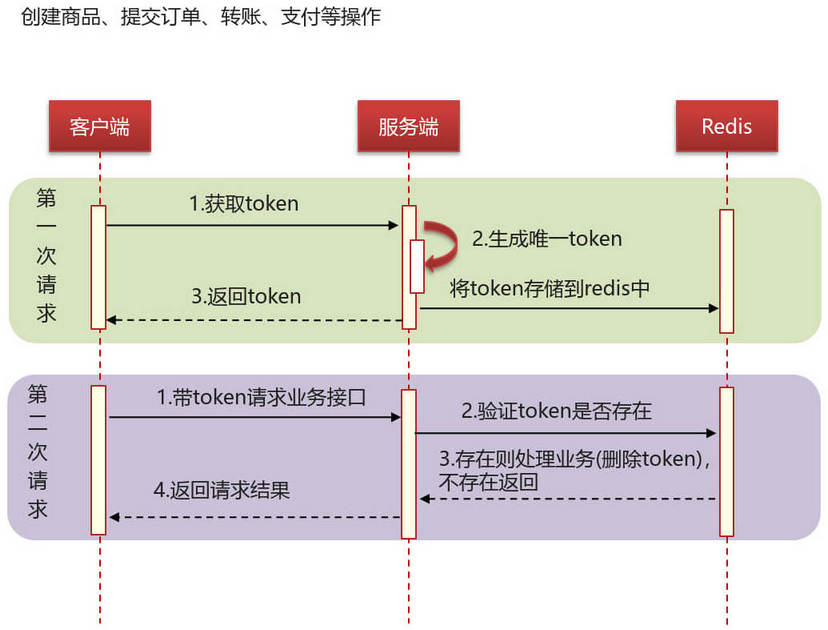 创建商品、提交订单、转账、支付等操作
客户端
服务端
Redis
第一次请求
1.获取token
2.生成唯一token
将token存储到redis中
3.返回token
第二次请求
1.带token请求业务接口
2.验证token是否存在
3.存在则处理业务(删除token),
不存在返回
4.返回请求结果